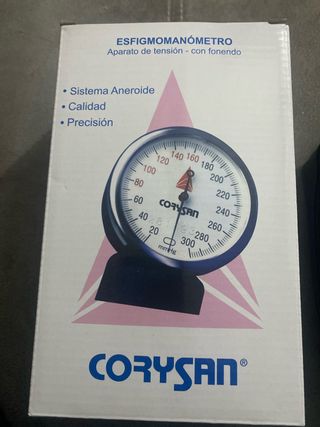 ESFIGMOMANÓMETRO
Aparato de tensión - con fonendo
• Sistema Aneroide
• Calidad
• Precisión
160
140
180
120
200
100
220
80
240
60
CORYSAN
260
40
280
20
300
mmHg
CORYSAN®